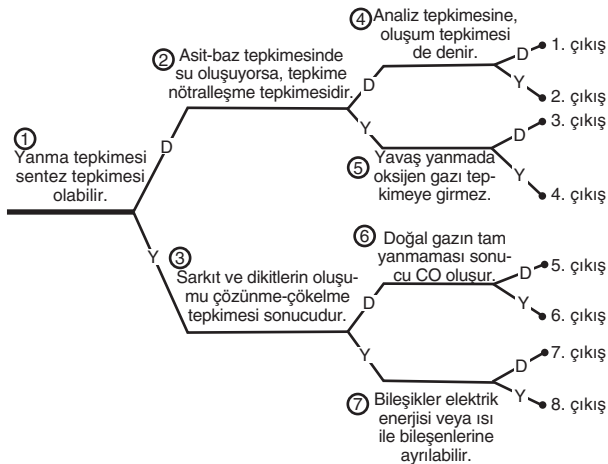 ①
Yanma tepkimesi
sentez tepkimesi
olabilir.
D
Y
②
Asit-baz tepkimesinde
su oluşuyorsa, tepkime
nötralleşme tepkimesidir.
D
Y
③
Sarkıt ve dikitlerin oluşu-
mu çözünme-çökelme
tepkimesi sonucudur.
D
Y
④
Analiz tepkimesine,
oluşum tepkimesi
de denir.
D
Y
1. çıkış
2. çıkış
⑤
Yavaş yanmada
oksijen gazı tep-
kimeye girmez.
D
Y
3. çıkış
4. çıkış
⑥
Doğal gazın tam
yanmaması sonu-
cu CO oluşur.
D
Y
5. çıkış
6. çıkış
⑦
Bileşikler elektrik
enerjisi veya ısı
ile bileşenlerine
ayrılabilir.
D
Y
7. çıkış
8. çıkış